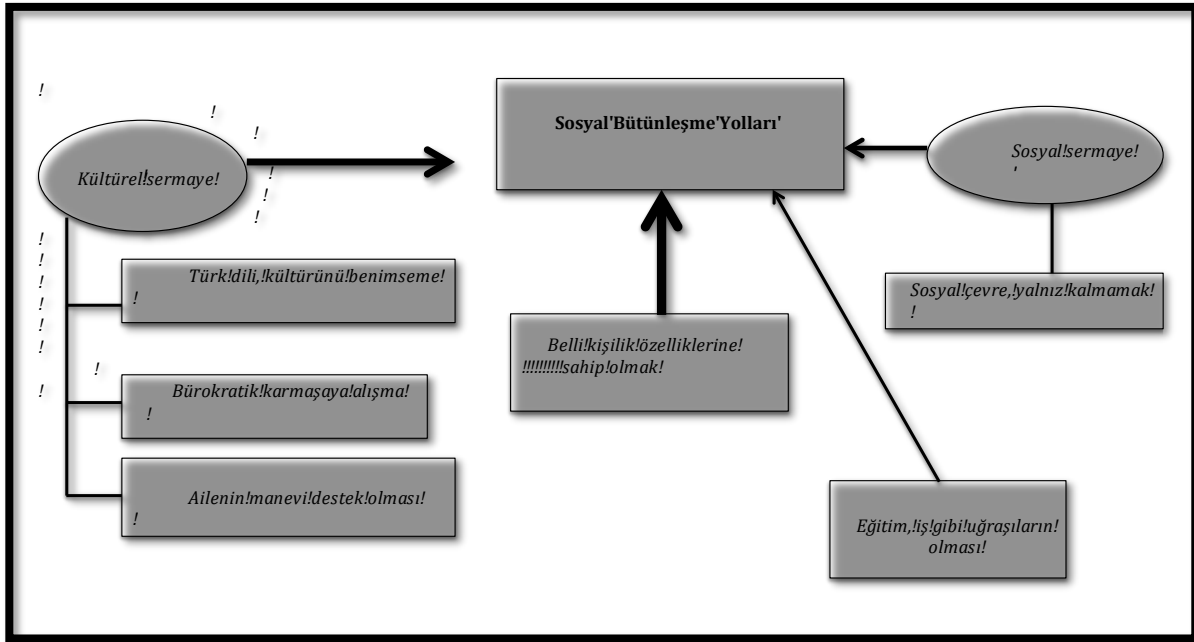 !
!
!
Sosyal'Bütünleşme'Yolları'
Sosyal!sermaye!
'
Kültürel!sermaye!
!
!
!
!
!
!
!
!
!
!
!
Türk!dili,!kültürünü!benimseme!
!
Sosyal!çevre,!yalnız!kalmamak!
!
Belli!kişilik!özelliklerine!
!!!!!!!!!!sahip!olmak!
!
Bürokratik!karmaşaya!alışma!
!
Ailenin!manevi!destek!olması!
!
Eğitim,!iş!gibi!uğraşıların!
olması!